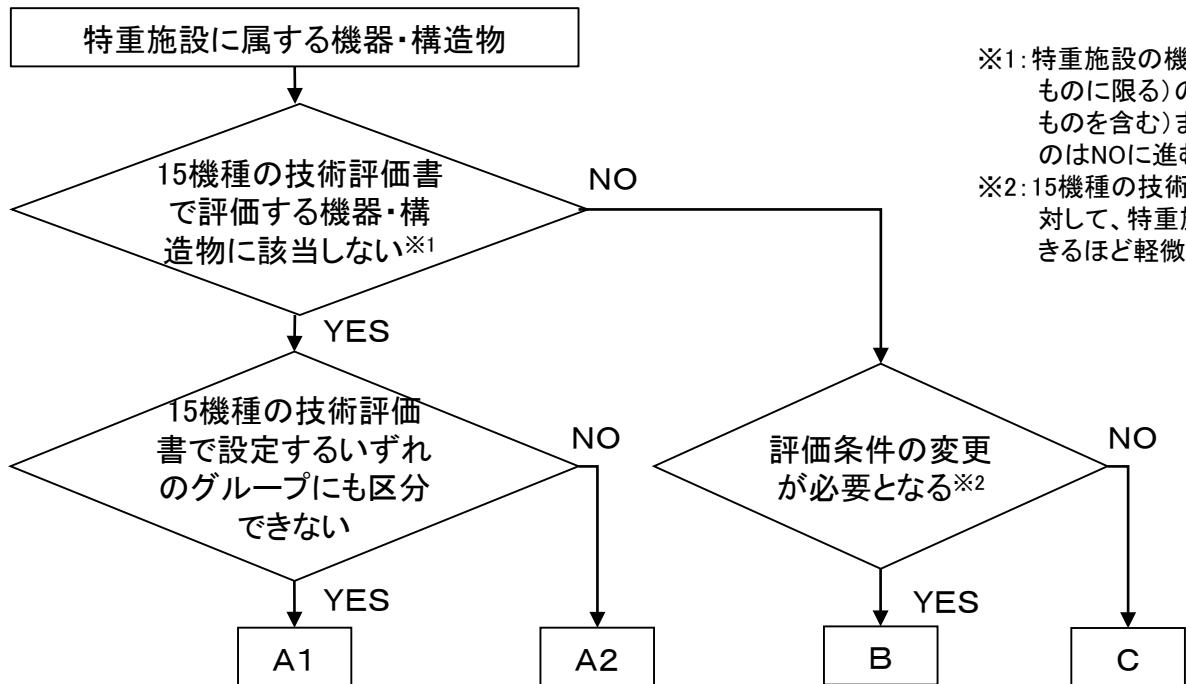 特重施設に属する機器・構造物
※1:特重施設の機
ものに限る)の
ものを含む)ま
のはNOに進む
※2:15機種の技術
対して、特重施
きるほど軽微
15機種の技術評価書
で評価する機器・構
造物に該当しない※1
NO
YES
15機種の技術評価
書で設定するいずれ
のグループにも区分
できない
NO
評価条件の変更
が必要となる※2
NO
YES
YES
A1
A2
B
C